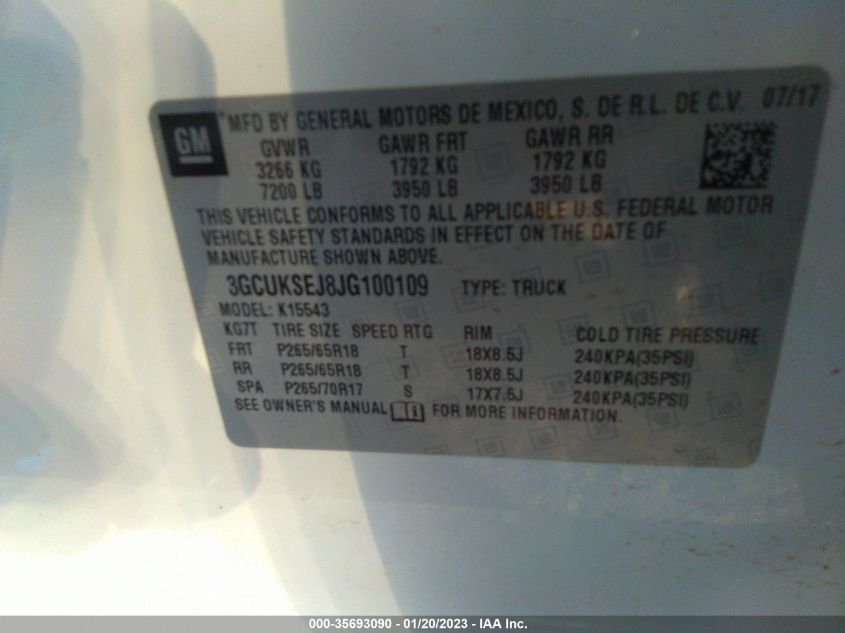 GM
MFD BY GENERAL MOTORS DE MEXICO, S. DE R.L. DE C.V. 07/17
GVWR GAWR FRT GAWR RR
3266 KG 1792 KG 1792 KG
7200 LB 3950 LB 3950 LB
THIS VEHICLE CONFORMS TO ALL APPLICABLE U.S. FEDERAL MOTOR
VEHICLE SAFETY STANDARDS IN EFFECT ON THE DATE OF
MANUFACTURE SHOWN ABOVE.
3GCUKSEJ8JG100109 TYPE: TRUCK
MODEL: K15543
KG7T TIRE SIZE SPEED RTG RIM COLD TIRE PRESSURE
FRT P265/65R18 T 18X8.5J 240KPA(35PSI)
RR P265/65R18 T 18X8.5J 240KPA(35PSI)
SPA P265/70R17 S 17X7.5J 240KPA(35PSI)
SEE OWNER'S MANUAL FOR MORE INFORMATION.
000-35693090 - 01/20/2023 - IAA Inc.